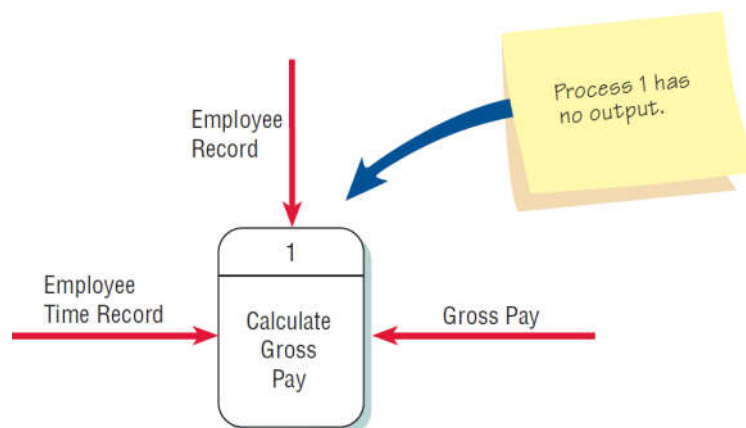 Process 1 has
no output.
Employee
Record
1
Employee
Time Record
Calculate
Gross
Pay
Gross Pay